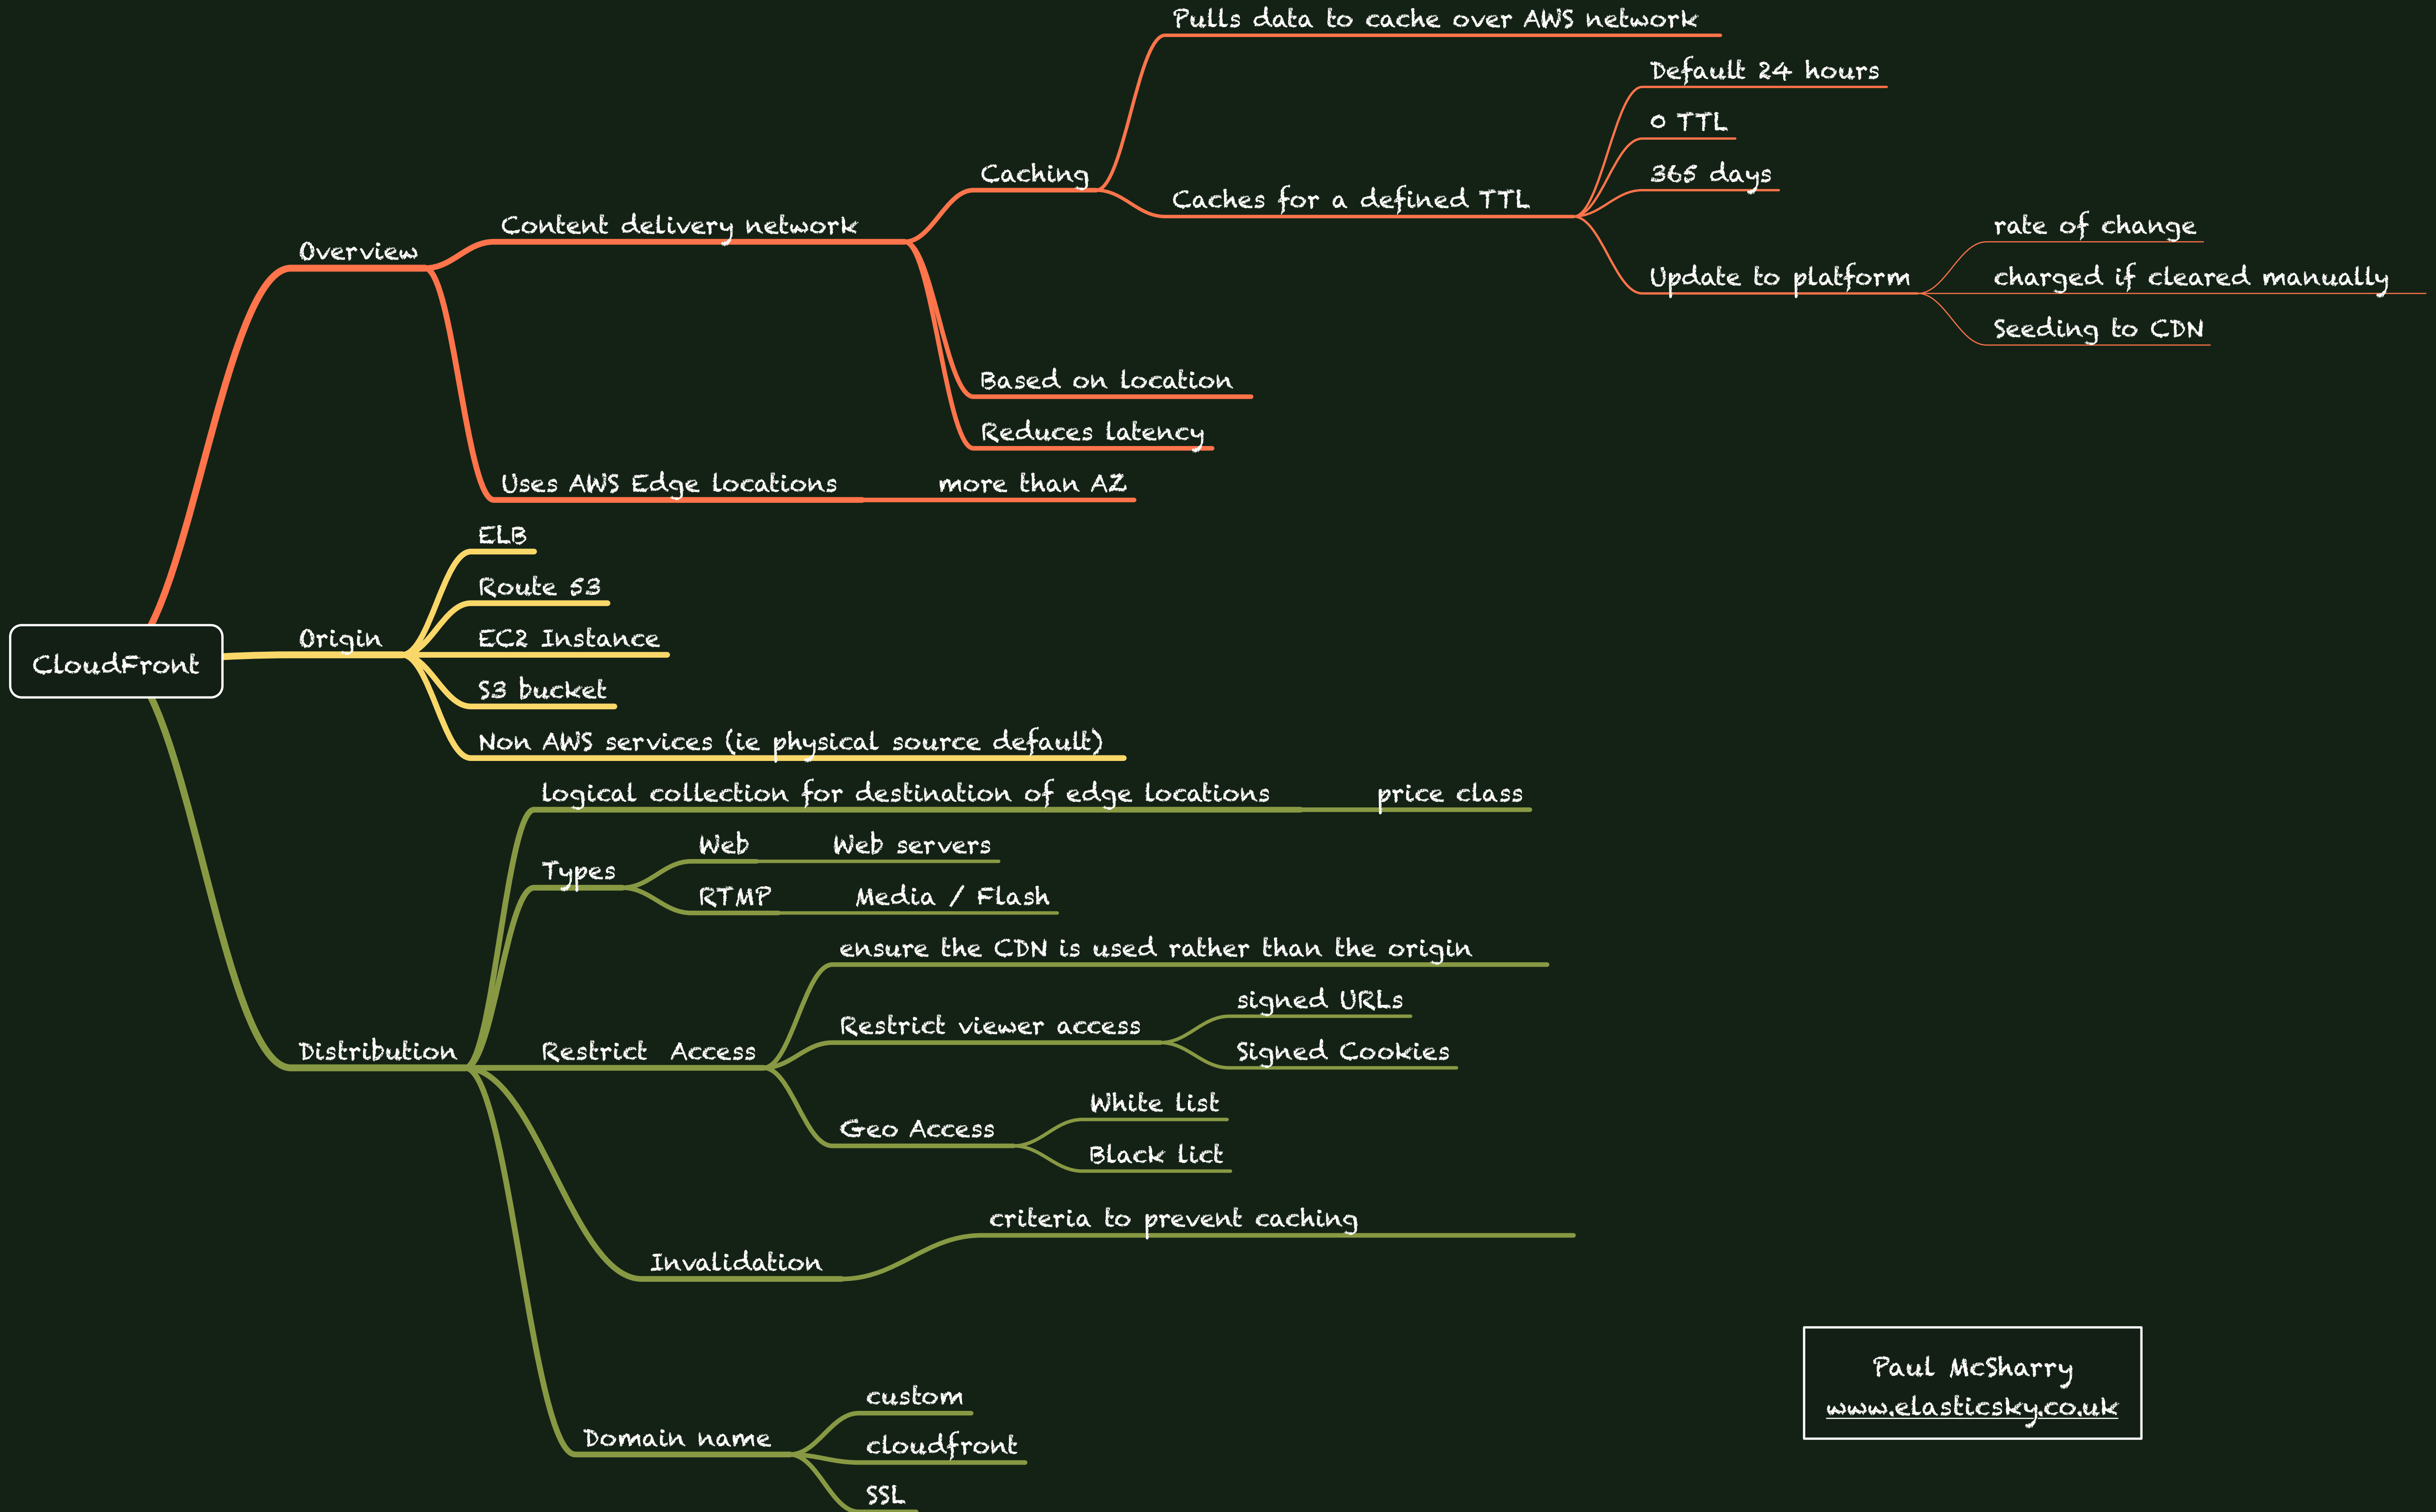 Pulls data to cache over AWS network
Default 24 hours
0 TTL
365 days
Caching
Caches for a defined TTL
rate of change
Update to platform
charged if cleared manually
Seeding to CDN
Content delivery network
Overview
Based on location
Reduces latency
Uses AWS Edge locations
more than AZ
ELB
Route 53
Origin
EC2 Instance
S3 bucket
Non AWS services (ie physical source default)
CloudFront
logical collection for destination of edge locations
price class
Web
Web servers
Types
RTMP
Media / Flash
ensure the CDN is used rather than the origin
signed URLs
Restrict viewer access
Signed Cookies
Distribution
Restrict Access
White list
Geo Access
Black lict
criteria to prevent caching
Invalidation
custom
Domain name
cloudfront
SSL
Paul McSharry
www.elasticsky.co.uk